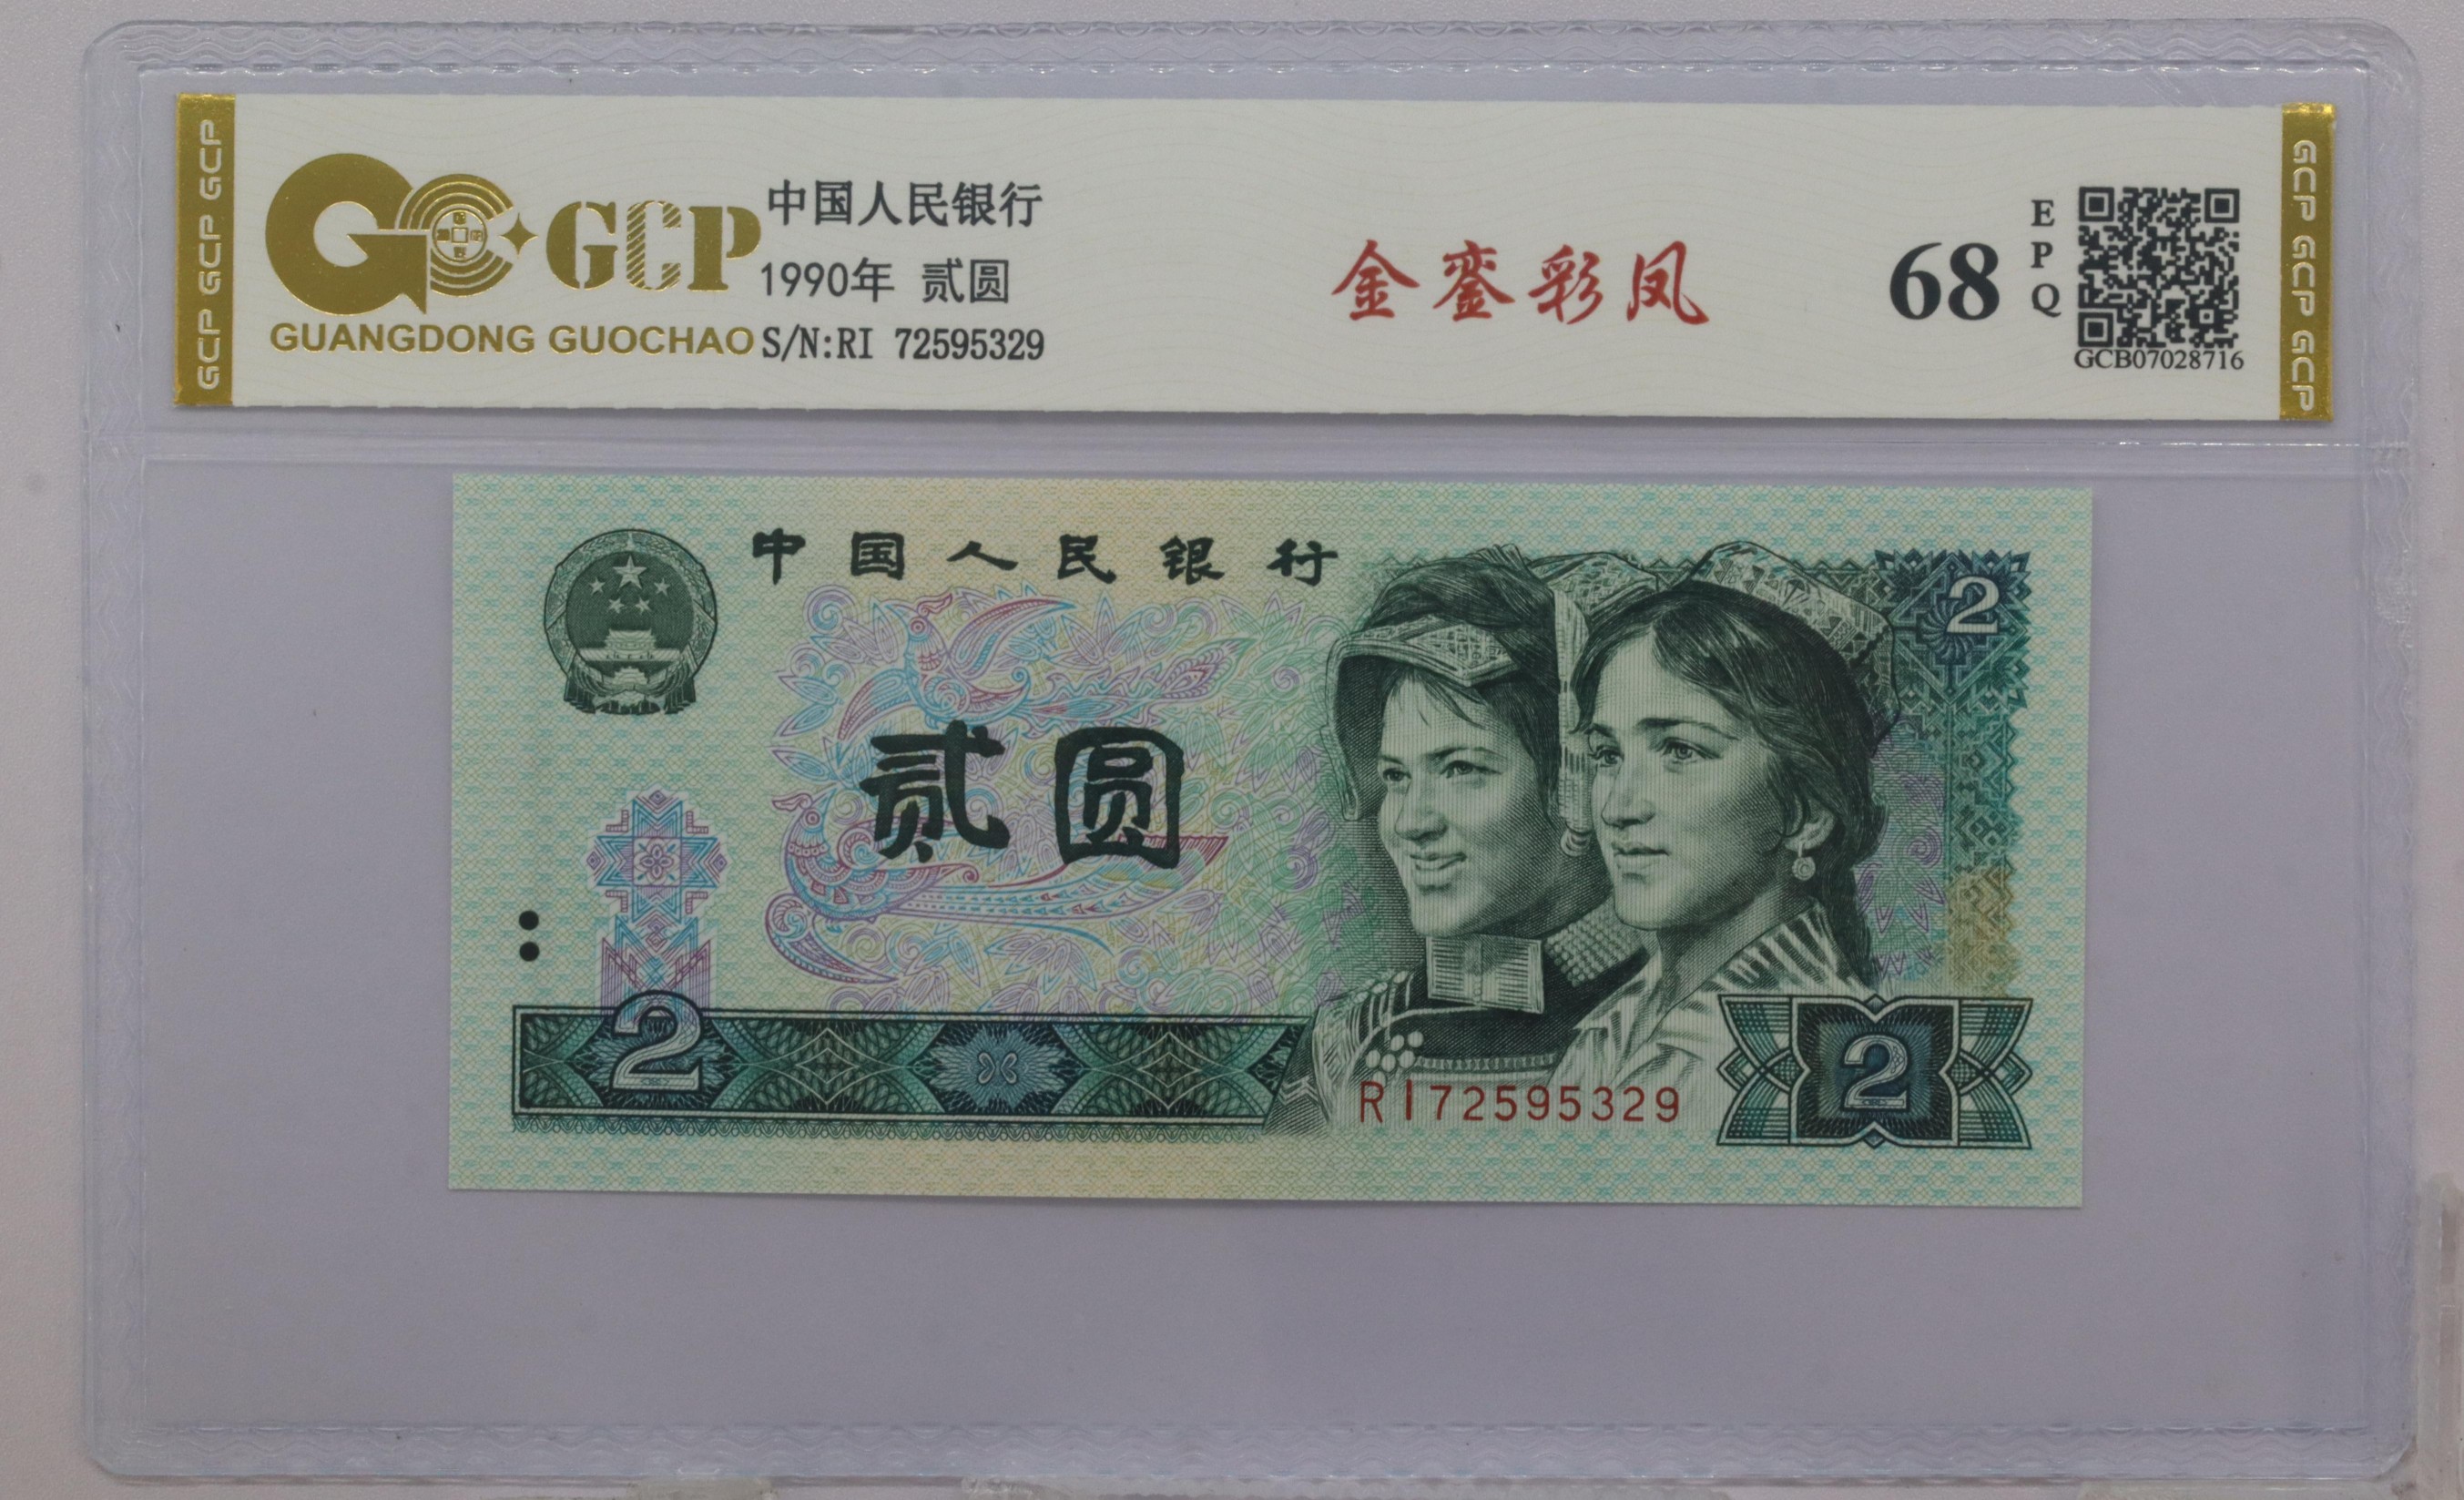 GCP GCP GCP
GCP
GUANGDONG GUOCHAO
中国人民银行
1990年 贰圆
S/N:RI 72595329
金銮彩凤
68
EPQ
GCB07028716
GCP GCP GCP
中国人民银行
2
贰圆
2
RI72595329
2